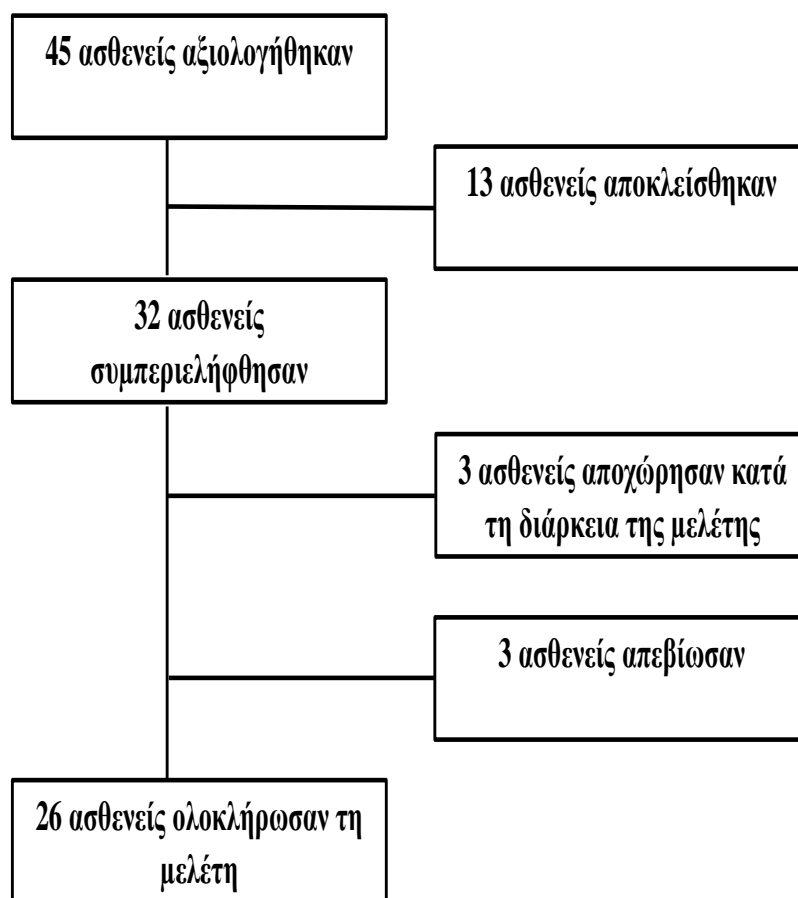 45 ασθενείς αξιολογήθηκαν
13 ασθενείς αποκλείσθηκαν
32 ασθενείς
συμπεριελήφθησαν
3 ασθενείς αποχώρησαν κατά
τη διάρκεια της μελέτης
3 ασθενείς απεβίωσαν
26 ασθενείς ολοκλήρωσαν τη
μελέτη